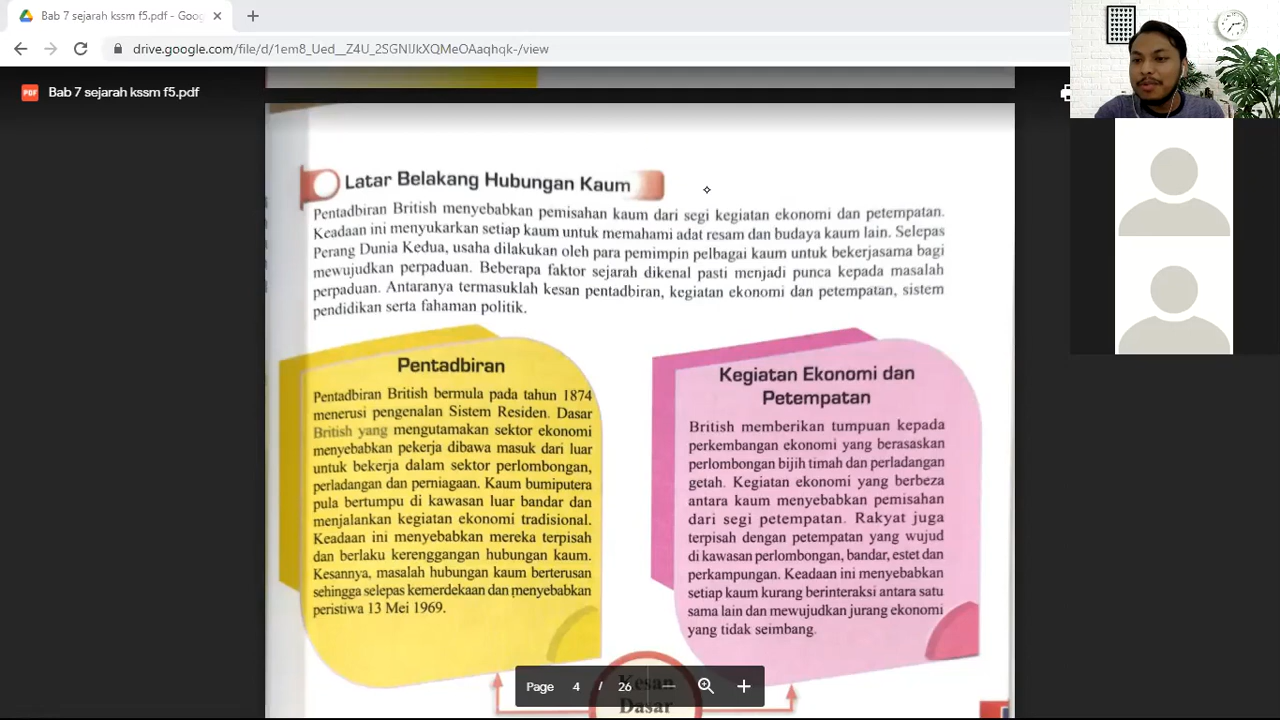 Bab 7 sejarah kssm f5.pdf - Goo
drive.google.com/file/d/1em8_Ued__Z4U_2SGNlJkXQMeOAaqhqk-/view
PDF
Bab 7 sejarah kssm f5.pdf
Latar Belakang Hubungan Kaum
Pentadbiran British menyebabkan pemisahan kaum dari segi kegiatan ekonomi dan petempatan.
Keadaan ini menyukarkan setiap kaum untuk memahami adat resam dan budaya kaum lain. Selepas
Perang Dunia Kedua, usaha dilakukan oleh para pemimpin pelbagai kaum untuk bekerjasama bagi
mewujudkan perpaduan. Beberapa faktor sejarah dikenal pasti menjadi punca kepada masalah
perpaduan. Antaranya termasuklah kesan pentadbiran, kegiatan ekonomi dan petempatan, sistem
pendidikan serta fahaman politik.
Pentadbiran
Pentadbiran British bermula pada tahun 1874
menerusi pengenalan Sistem Residen. Dasar
British yang mengutamakan sektor ekonomi
menyebabkan pekerja dibawa masuk dari luar
untuk bekerja dalam sektor perlombongan,
perladangan dan perniagaan. Kaum bumiputera
pula bertumpu di kawasan luar bandar dan
menjalankan kegiatan ekonomi tradisional.
Keadaan ini menyebabkan mereka terpisah
dan berlaku kerenggangan hubungan kaum.
Kesannya, masalah hubungan kaum berterusan
sehingga selepas kemerdekaan dan menyebabkan
peristiwa 13 Mei 1969.
Kegiatan Ekonomi dan
Petempatan
British memberikan tumpuan kepada
perkembangan ekonomi yang berasaskan
perlombongan bijih timah dan perladangan
getah. Kegiatan ekonomi yang berbeza
antara kaum menyebabkan pemisahan
dari segi petempatan. Rakyat juga
terpisah dengan petempatan yang wujud
di kawasan perlombongan, bandar, estet dan
perkampungan. Keadaan ini menyebabkan
setiap kaum kurang berinteraksi antara satu
sama lain dan mewujudkan jurang ekonomi
yang tidak seimbang.
Kesan
Dasar
Page 4 / 26